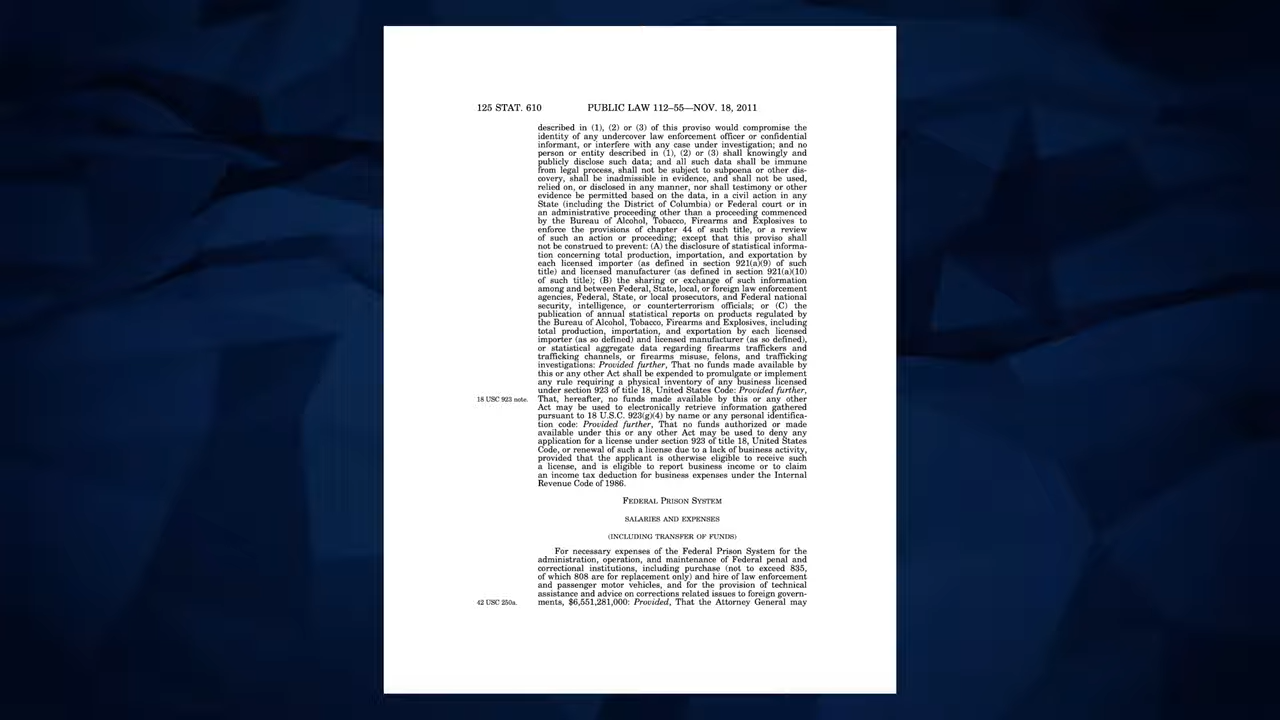 125 STAT. 610 PUBLIC LAW 112–55—NOV. 18, 2011
described in (1), (2) or (3) of this proviso would compromise the
identity of any undercover law enforcement officer or confidential
informant, or interfere with any case under investigation; and no
person or entity described in (1), (2) or (3) shall knowingly and
publicly disclose such data; and all such data shall be immune
from legal process, shall not be subject to subpoena or other dis-
covery, shall be inadmissible in evidence, and shall not be used,
relied on, or disclosed in any manner, nor shall testimony or other
evidence be permitted based on the data, in a civil action in any
State (including the District of Columbia) or Federal court or in
an administrative proceeding other than a proceeding commenced
by the Bureau of Alcohol, Tobacco, Firearms and Explosives to
enforce the provisions of chapter 44 of such title, or a review
of such an action or proceeding; except that this proviso shall
not be construed to prevent: (A) the disclosure of statistical informa-
tion concerning total production, importation, and exportation by
each licensed importer (as defined in section 921(a)(9) of such
title) and licensed manufacturer (as defined in section 921(a)(10)
of such title); (B) the sharing or exchange of such information
among and between Federal, State, local, or foreign law enforcement
agencies, Federal, State, or local prosecutors, and Federal national
security, intelligence, or counterterrorism officials; or (C) the
publication of annual statistical reports on products regulated by
the Bureau of Alcohol, Tobacco, Firearms and Explosives, including
total production, importation, and exportation by each licensed
importer (as so defined) and licensed manufacturer (as so defined),
or statistical aggregate data regarding firearms traffickers and
trafficking channels, or firearms misuse, felons, and trafficking
investigations: Provided further, That no funds made available by
this or any other Act shall be expended to promulgate or implement
any rule requiring a physical inventory of any business licensed
under section 923 of title 18, United States Code: Provided further,
18 USC 923 note. That, hereafter, no funds made available by this or any other
Act may be used to electronically retrieve information gathered
pursuant to 18 U.S.C. 923(g)(4) by name or any personal identifica-
tion code: Provided further, That no funds authorized or made
available under this or any other Act may be used to deny any
application for a license under section 923 of title 18, United States
Code, or renewal of such a license due to a lack of business activity,
provided that the applicant is otherwise eligible to receive such
a license, and is eligible to report business income or to claim
an income tax deduction for business expenses under the Internal
Revenue Code of 1986.
FEDERAL PRISON SYSTEM
SALARIES AND EXPENSES
(INCLUDING TRANSFER OF FUNDS)
For necessary expenses of the Federal Prison System for the
administration, operation, and maintenance of Federal penal and
correctional institutions, including purchase (not to exceed 835,
of which 808 are for replacement only) and hire of law enforcement
and passenger motor vehicles, and for the provision of technical
assistance and advice on corrections related issues to foreign govern-
42 USC 250a. ments, $6,551,281,000: Provided, That the Attorney General may